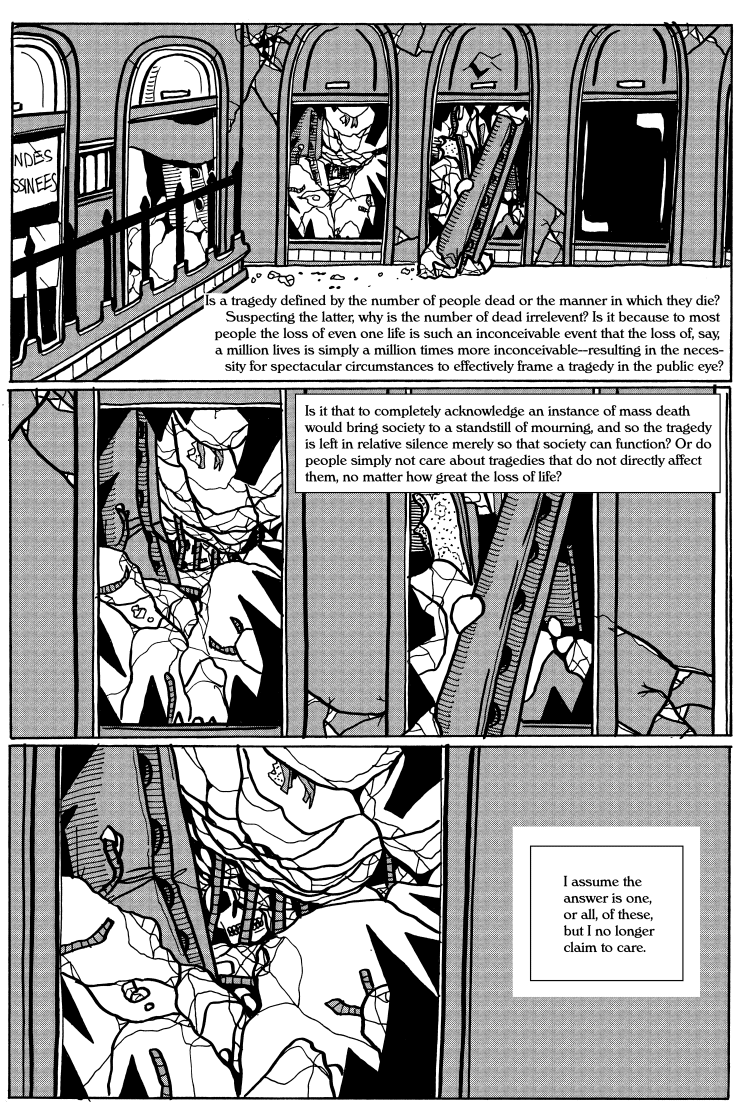 NDÉS
SSINEES
Is a tragedy defined by the number of people dead or the manner in which they die?
Suspecting the latter, why is the number of dead irrelevent? Is it because to most
people the loss of even one life is such an inconceivable event that the loss of, say,
a million lives is simply a million times more inconceivable--resulting in the neces-
sity for spectacular circumstances to effectively frame a tragedy in the public eye?
Is it that to completely acknowledge an instance of mass death
would bring society to a standstill of mourning, and so the tragedy
is left in relative silence merely so that society can function? Or do
people simply not care about tragedies that do not directly affect
them, no matter how great the loss of life?
I assume the
answer is one,
or all, of these,
but I no longer
claim to care.